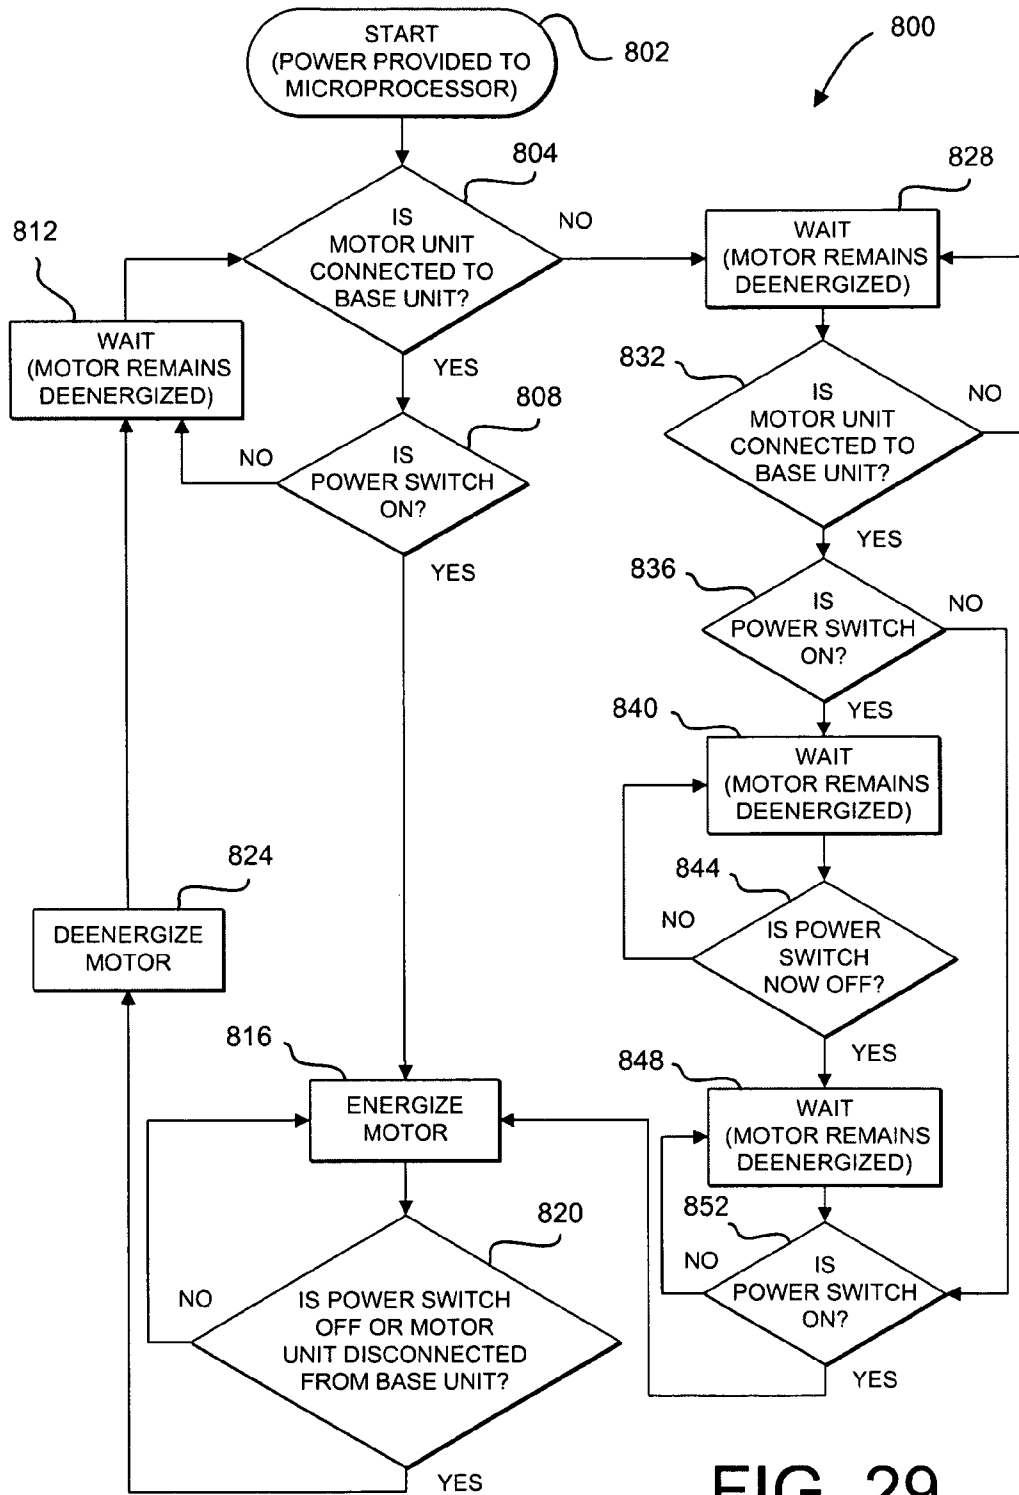 START
(POWER PROVIDED TO
MICROPROCESSOR)
802
800
804
IS
MOTOR UNIT
CONNECTED TO
BASE UNIT?
NO
YES
828
WAIT
(MOTOR REMAINS
DEENERGIZED)
812
WAIT
(MOTOR REMAINS
DEENERGIZED)
808
IS
POWER SWITCH
ON?
NO
YES
832
IS
MOTOR UNIT
CONNECTED TO
BASE UNIT?
NO
YES
836
IS
POWER SWITCH
ON?
NO
YES
840
WAIT
(MOTOR REMAINS
DEENERGIZED)
844
IS POWER
SWITCH
NOW OFF?
NO
YES
824
DEENERGIZE
MOTOR
816
ENERGIZE
MOTOR
848
WAIT
(MOTOR REMAINS
DEENERGIZED)
852
IS
POWER SWITCH
ON?
NO
YES
820
IS POWER SWITCH
OFF OR MOTOR
UNIT DISCONNECTED
FROM BASE UNIT?
NO
YES
FIG. 29